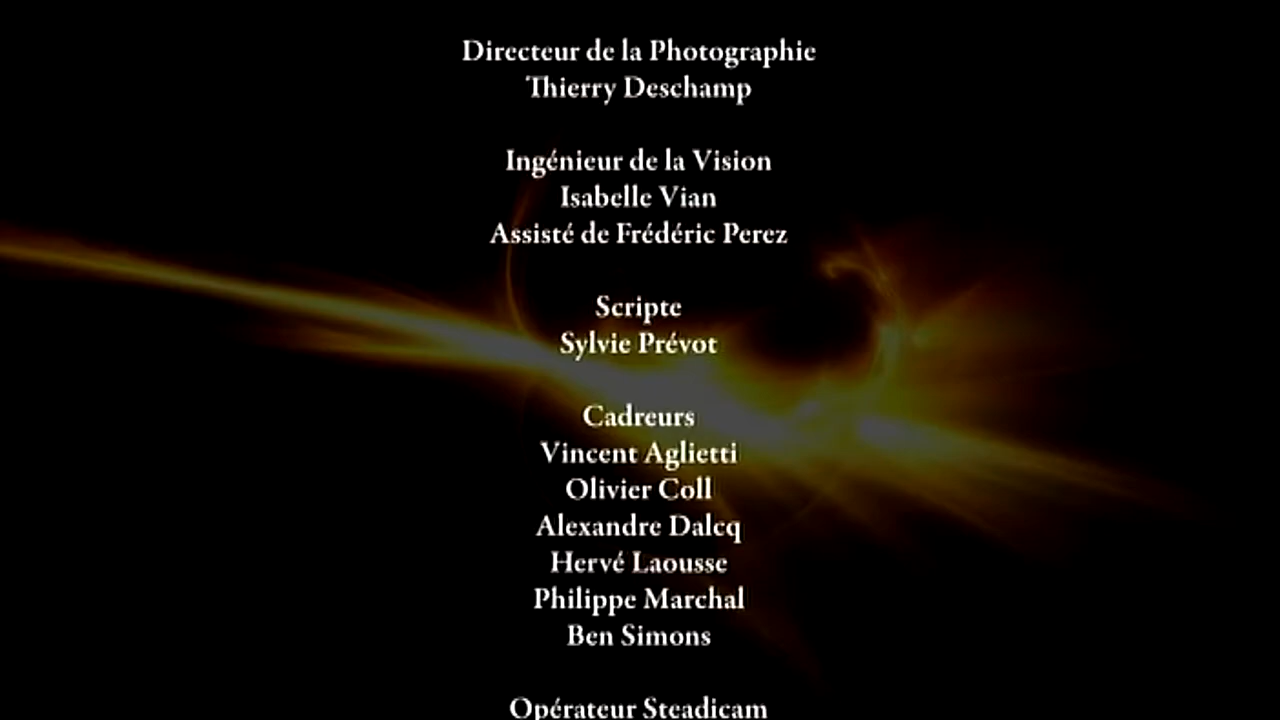 Directeur de la Photographie
Thierry Deschamp
Ingénieur de la Vision
Isabelle Vian
Assisté de Frédéric Perez
Scripte
Sylvie Prévot
Cadreurs
Vincent Aglietti
Olivier Coll
Alexandre Dalcq
Hervé Laousse
Philippe Marchal
Ben Simons
Opérateur Steadicam